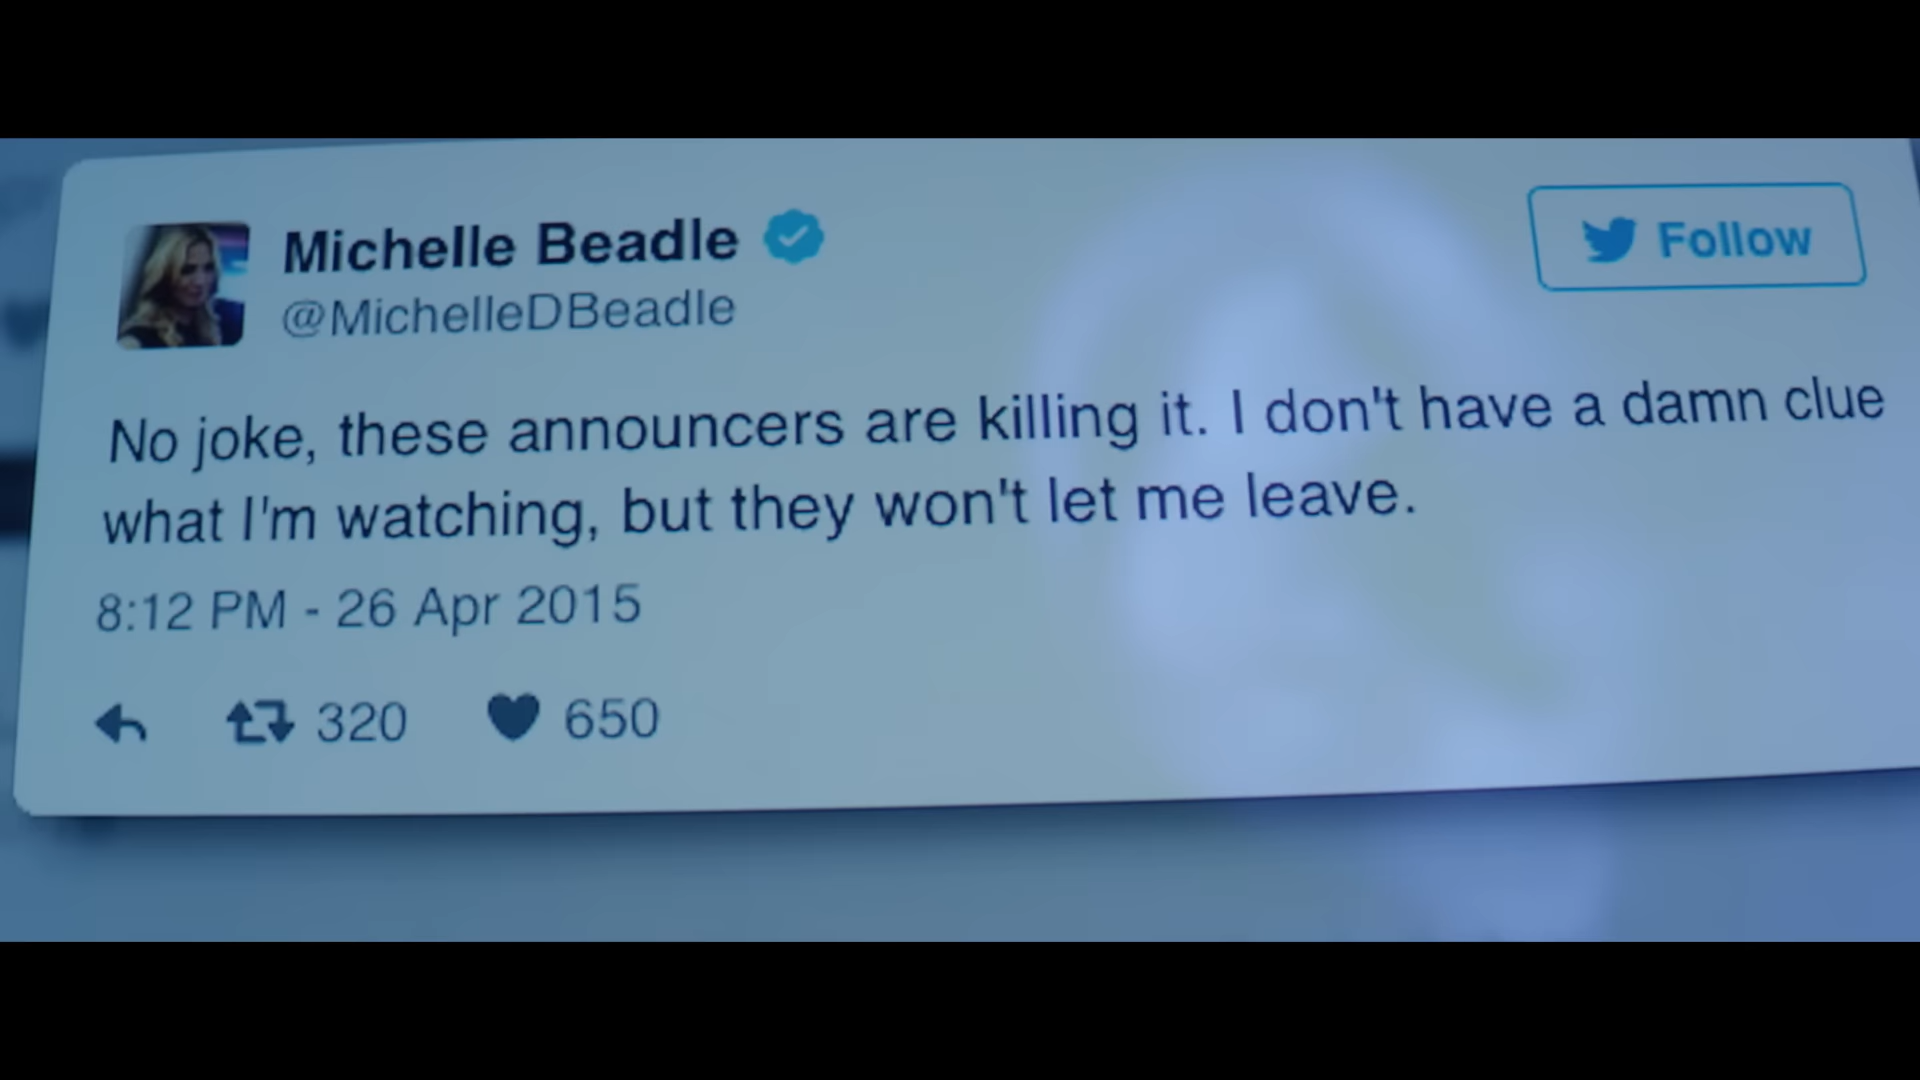 Michelle Beadle
@MichelleDBeadle
Follow
No joke, these announcers are killing it. I don't have a damn clue
what I'm watching, but they won't let me leave.
8:12 PM - 26 Apr 2015
320 650